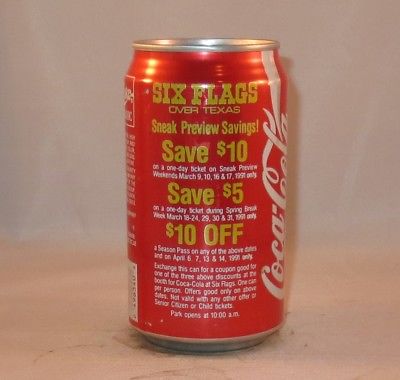 SIX FLAGS
OVER TEXAS
Sneak Preview Savings!
Save $10
on a one-day ticket on Sneak Preview
Weekends March 9, 10, 16 & 17, 1991 only.
Save $5
on a one-day ticket during Spring Break
Week March 18-24, 29, 30 & 31, 1991 only.
$10 OFF
a Season Pass on any of the above dates
and on April 6, 7, 13 & 14, 1991 only.
Exchange this can for a coupon good for
one of the three above discounts at the
booth for Coca-Cola at Six Flags. One can
per person. Offers good only on above
dates. Not valid with any other offer or
Senior Citizen or Child tickets.
Park opens at 10:00 a.m.
Coca-Cola